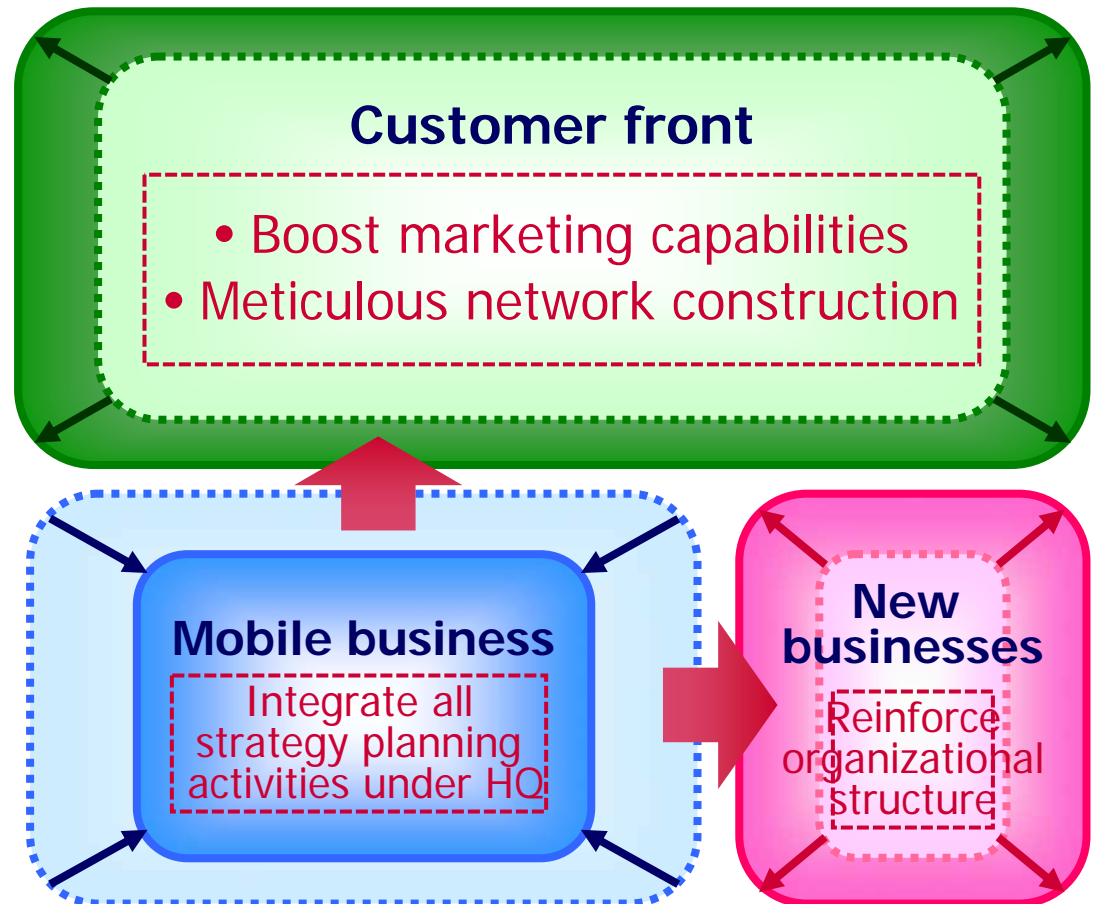 Customer front
• Boost marketing capabilities
• Meticulous network construction
Mobile business
Integrate all
strategy planning
activities under HQ
New
businesses
Reinforce
organizational
structure